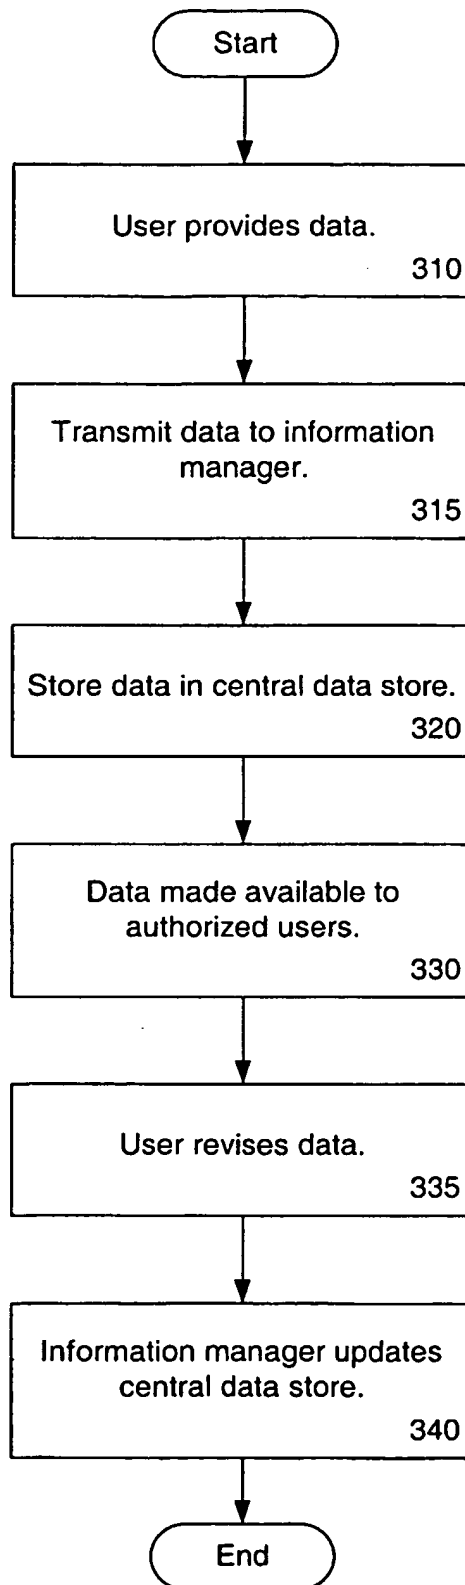 Start
User provides data.
310
Transmit data to information
manager.
315
Store data in central data store.
320
Data made available to
authorized users.
330
User revises data.
335
Information manager updates
central data store.
340
End